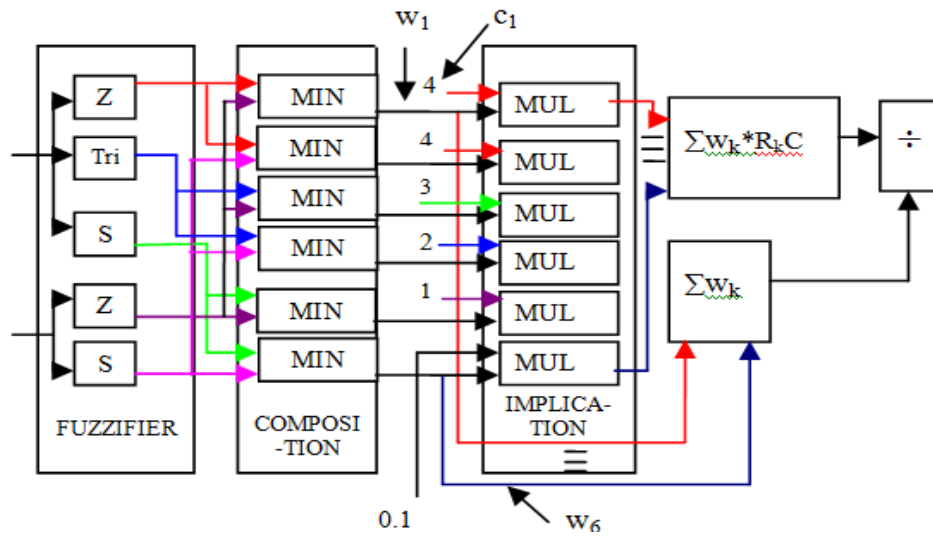 w1 c1
Z
Tri
S
Z
S
FUZZIFIER
MIN
MIN
MIN
MIN
MIN
MIN
COMPOSI
-TION
4
4
3
2
1
0.1
MUL
MUL
MUL
MUL
MUL
MUL
IMPLICA-
TION
∑wk*RkC
∑wk
÷
w6